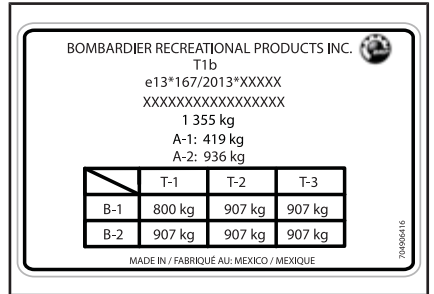 BOMBARDIER RECREATIONAL PRODUCTS INC.
T1b
e13*167/2013*XXXXX
XXXXXXXXXXXXXXXXX
1 355 kg
A-1: 419 kg
A-2: 936 kg
T-1 T-2 T-3
B-1 800 kg 907 kg 907 kg
B-2 907 kg 907 kg 907 kg
MADE IN / FABRIQUÉ AU: MEXICO / MEXIQUE
704906416